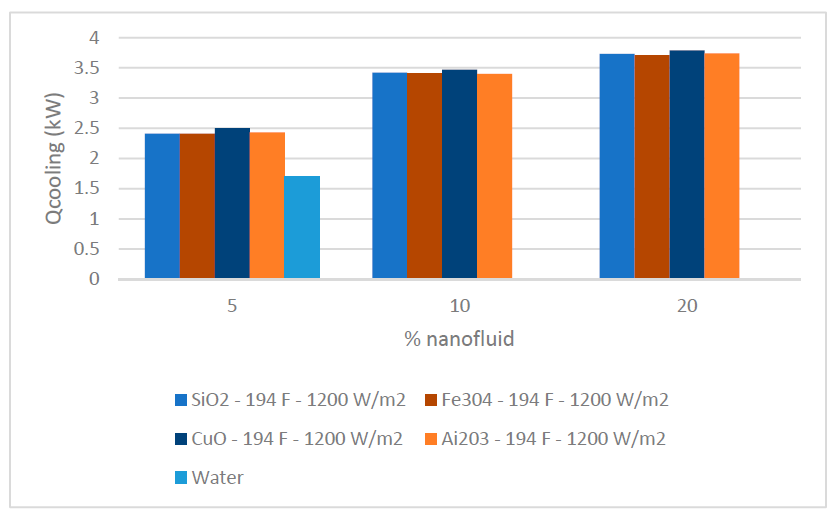 4
3.5
3
2.5
2
1.5
1
0.5
0
Qcooling (kW)
5 10 20
% nanofluid
SiO2 - 194 F - 1200 W/m2 Fe304 - 194 F - 1200 W/m2
CuO - 194 F - 1200 W/m2 Ai203 - 194 F - 1200 W/m2
Water